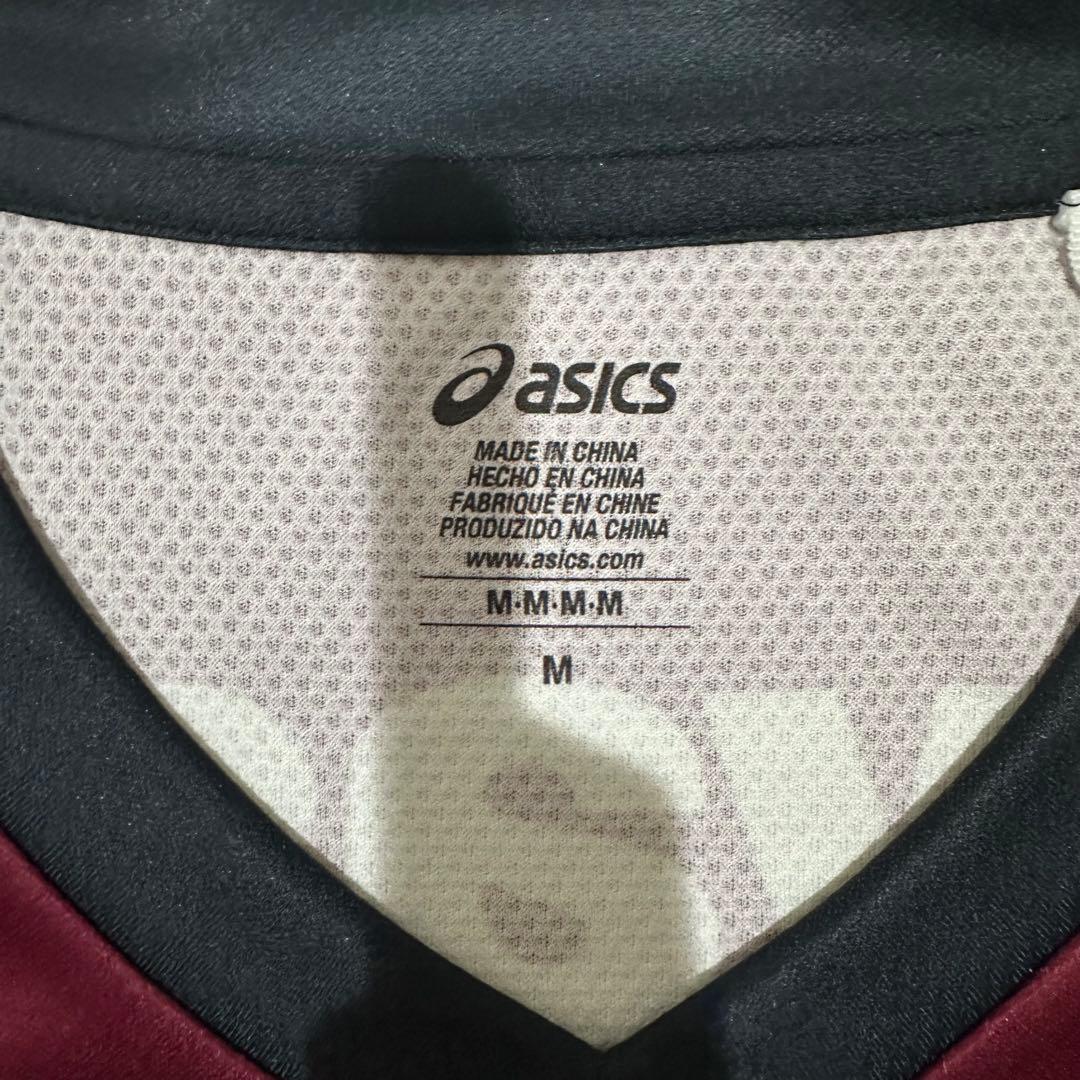 asics
MADE IN CHINA
HECHO EN CHINA
FABRIQUÉ EN CHINE
PRODUZIDO NA CHINA
www.asics.com
M·M·M·M
M